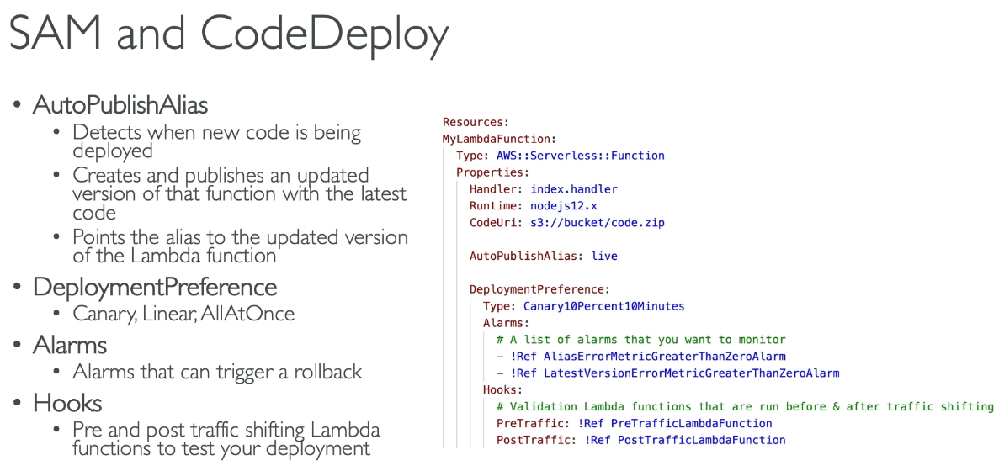 SAM and CodeDeploy
• AutoPublishAlias
• Detects when new code is being
deployed
• Creates and publishes an updated
version of that function with the latest
code
• Points the alias to the updated version
of the Lambda function
• DeploymentPreference
• Canary, Linear, AllAtOnce
• Alarms
• Alarms that can trigger a rollback
• Hooks
• Pre and post traffic shifting Lambda
functions to test your deployment
Resources:
MyLambdaFunction:
Type: AWS::Serverless::Function
Properties:
Handler: index.handler
Runtime: nodejs12.x
CodeUri: s3://bucket/code.zip
AutoPublishAlias: live
DeploymentPreference:
Type: Canary10Percent10Minutes
Alarms:
# A list of alarms that you want to monitor
- !Ref AliasErrorMetricGreaterThanZeroAlarm
- !Ref LatestVersionErrorMetricGreaterThanZeroAlarm
Hooks:
# Validation Lambda functions that are run before & after traffic shifting
PreTraffic: !Ref PreTrafficLambdaFunction
PostTraffic: !Ref PostTrafficLambdaFunction